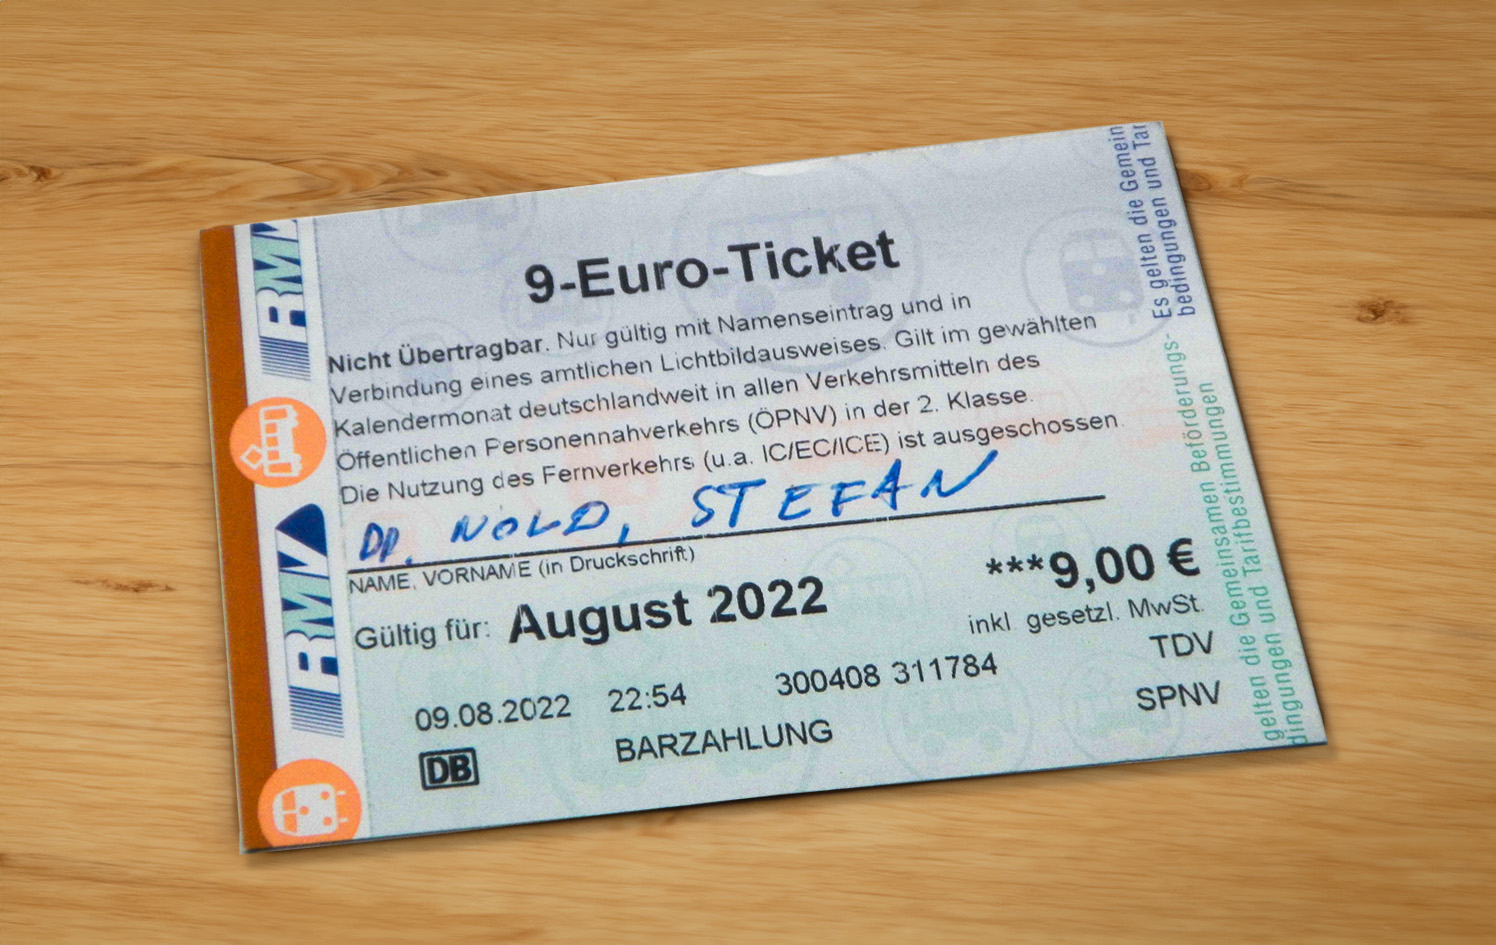 9-Euro-Ticket
Nicht Übertragbar. Nur gültig mit Namenseintrag und in
Verbindung eines amtlichen Lichtbildausweises. Gilt im gewählten
Kalendermonat deutschlandweit in allen Verkehrsmitteln des
Öffentlichen Personennahverkehrs (ÖPNV) in der 2. Klasse.
Die Nutzung des Fernverkehrs (u.a. IC/EC/ICE) ist ausgeschossen.
DR. NOLD, STEFAN
NAME, VORNAME (in Druckschrift)
***9,00 €
Gültig für: August 2022
inkl. gesetzl. MwSt.
TDV
09.08.2022 22:54 300408 311784
SPNV
DB BARZAHLUNG
RMV
RMV
Es gelten die Gemein
bedingungen und Tar
gelten die Gemeinsamen Beförderungs-
dingungen und Tarifbestimmungen